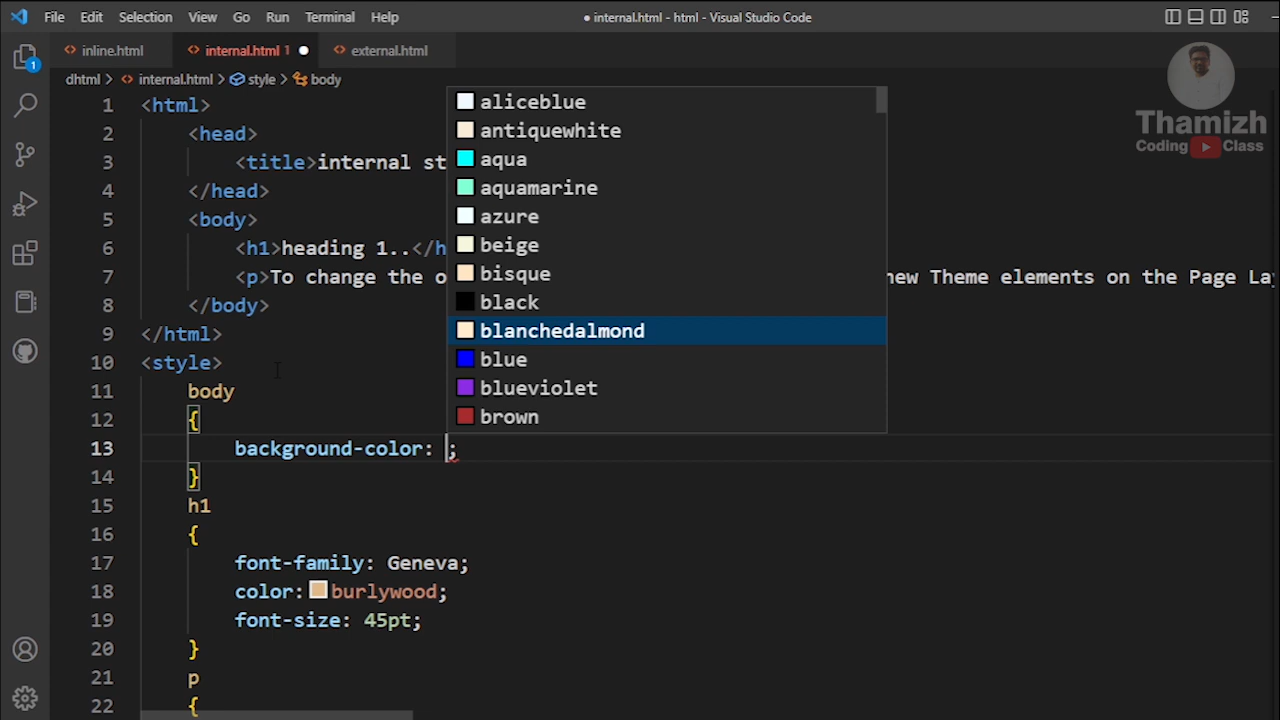 File Edit Selection View Go Run Terminal Help
● internal.html - html - Visual Studio Code
inline.html
internal.html 1 ●
external.html
dhtml > internal.html > style > body
1 <html>
2 <head>
3 <title>internal st
4 </head>
5 <body>
6 <h1>heading 1..</h
7 <p>To change the o
new Theme elements on the Page Lay
8 </body>
9 </html>
10 <style>
11 body
12 {
13 background-color: ;
14 }
15 h1
16 {
17 font-family: Geneva;
18 color: burlywood;
19 font-size: 45pt;
20 }
21 p
22 {
aliceblue
antiquewhite
aqua
aquamarine
azure
beige
bisque
black
blanchedalmond
blue
blueviolet
brown
1
Thamizh
Coding Class